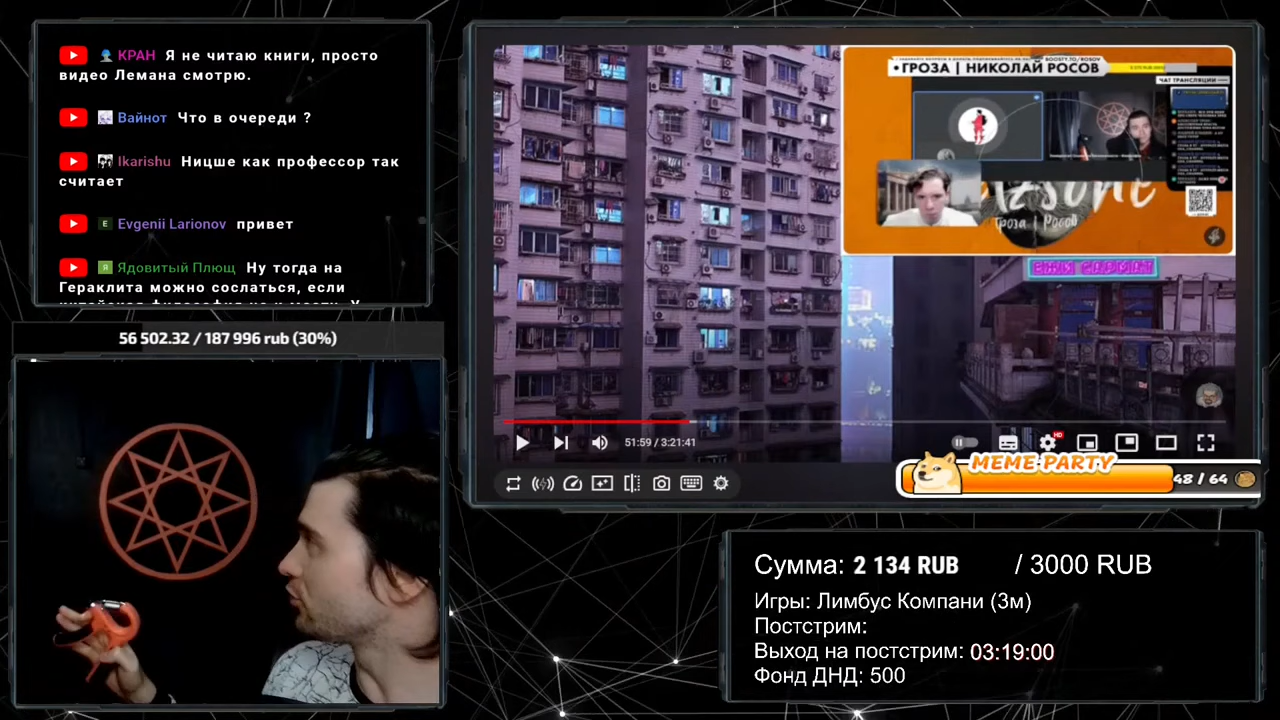 КРАН Я не читаю книги, просто
видео Лемана смотрю.
Вайнот Что в очереди ?
Ikarishu Ницше как профессор так
считает
E Evgenii Larionov привет
Я Ядовитый Плющ Ну тогда на
Гераклита можно сослаться, если
56 502.32 / 187 996 rub (30%)
• ГРОЗА | НИКОЛАЙ РОСОВ
ЧАТ ТРАНСЛЯЦИИ
Гроза | Росов
51:59 / 3:21:41
HD
MEME PARTY
48 / 64
Сумма: 2 134 RUB / 3000 RUB
Игры: Лимбус Компани (3м)
Постстрим:
Выход на постстрим: 03:19:00
Фонд ДНД: 500